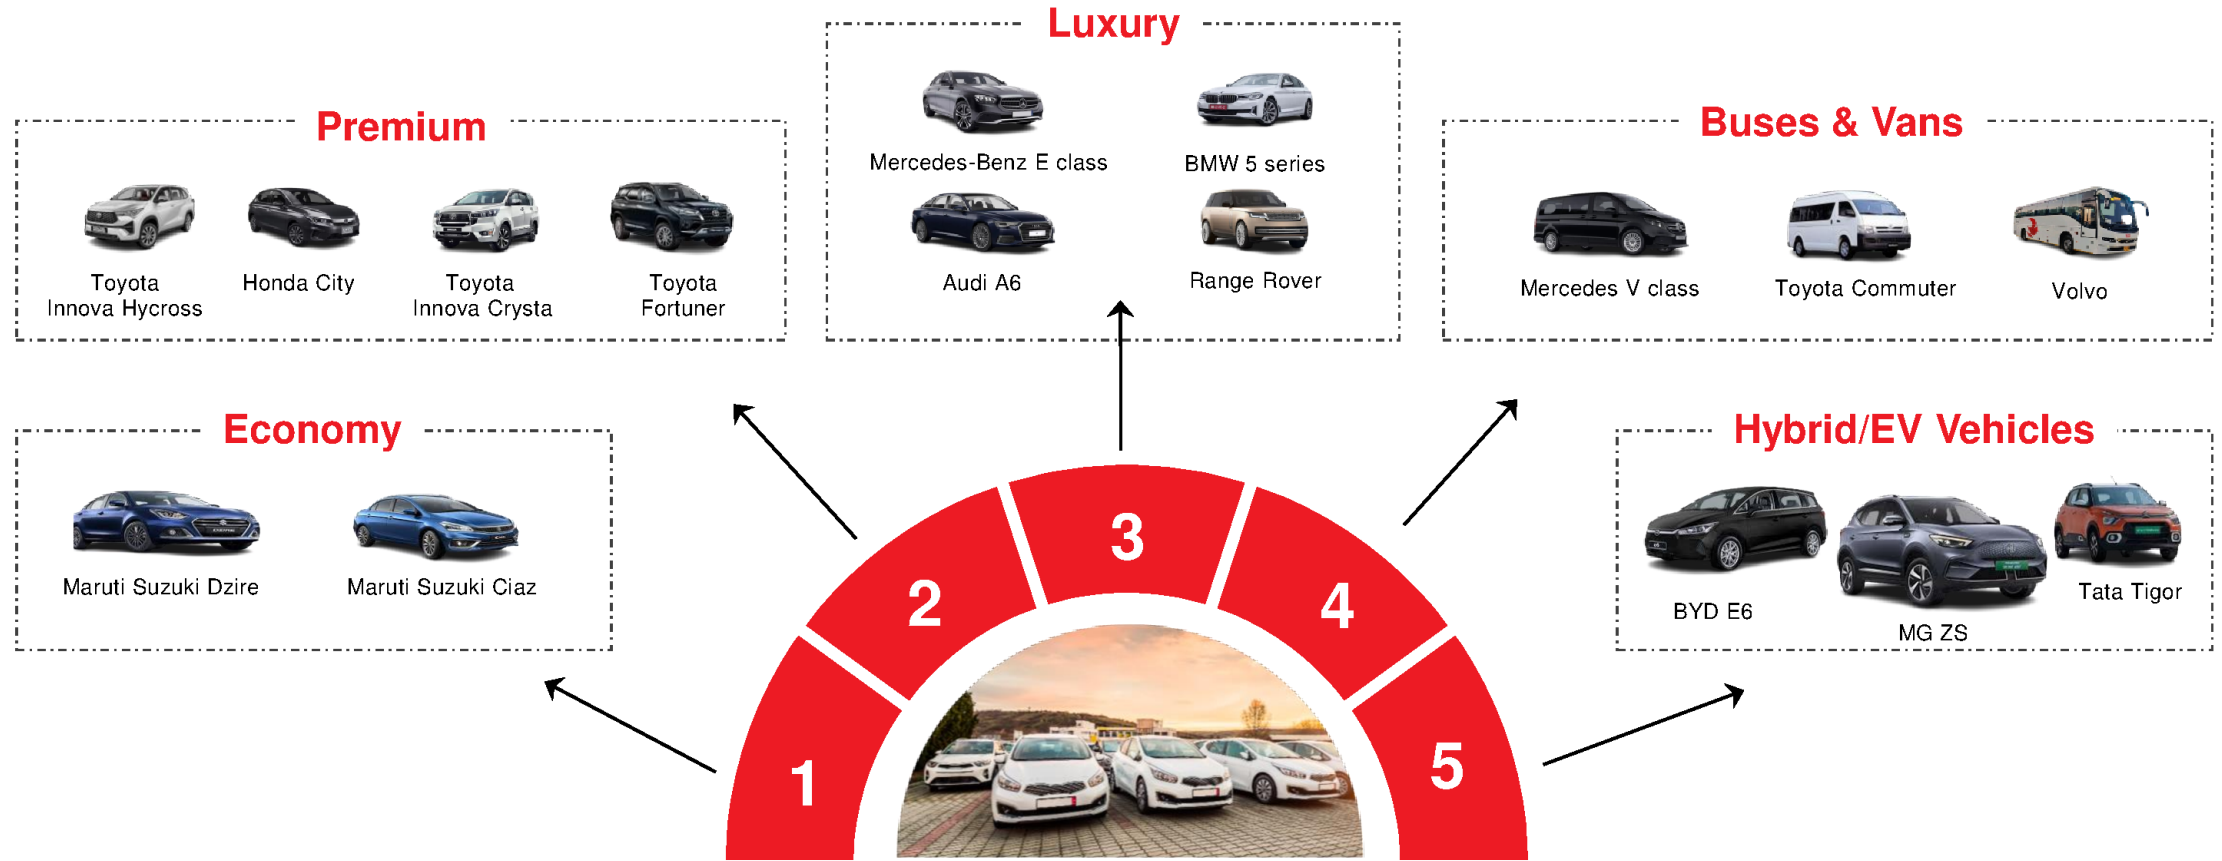 Luxury
Mercedes-Benz E class
BMW 5 series
Audi A6
Range Rover
Premium
Toyota
Innova Hycross
Honda City
Toyota
Innova Crysta
Toyota
Fortuner
Buses & Vans
Mercedes V class
Toyota Commuter
Volvo
Economy
Maruti Suzuki Dzire
Maruti Suzuki Ciaz
Hybrid/EV Vehicles
BYD E6
MG ZS
Tata Tigor
1
2
3
4
5